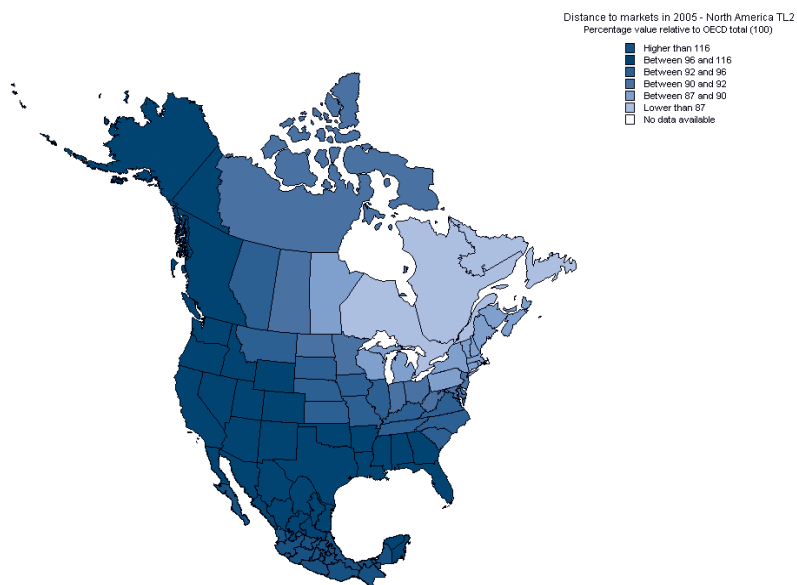 Distance to markets in 2005 - North America TL2
Percentage value relative to OECD total (100)
Higher than 116
Between 96 and 116
Between 92 and 96
Between 90 and 92
Between 87 and 90
Lower than 87
No data available